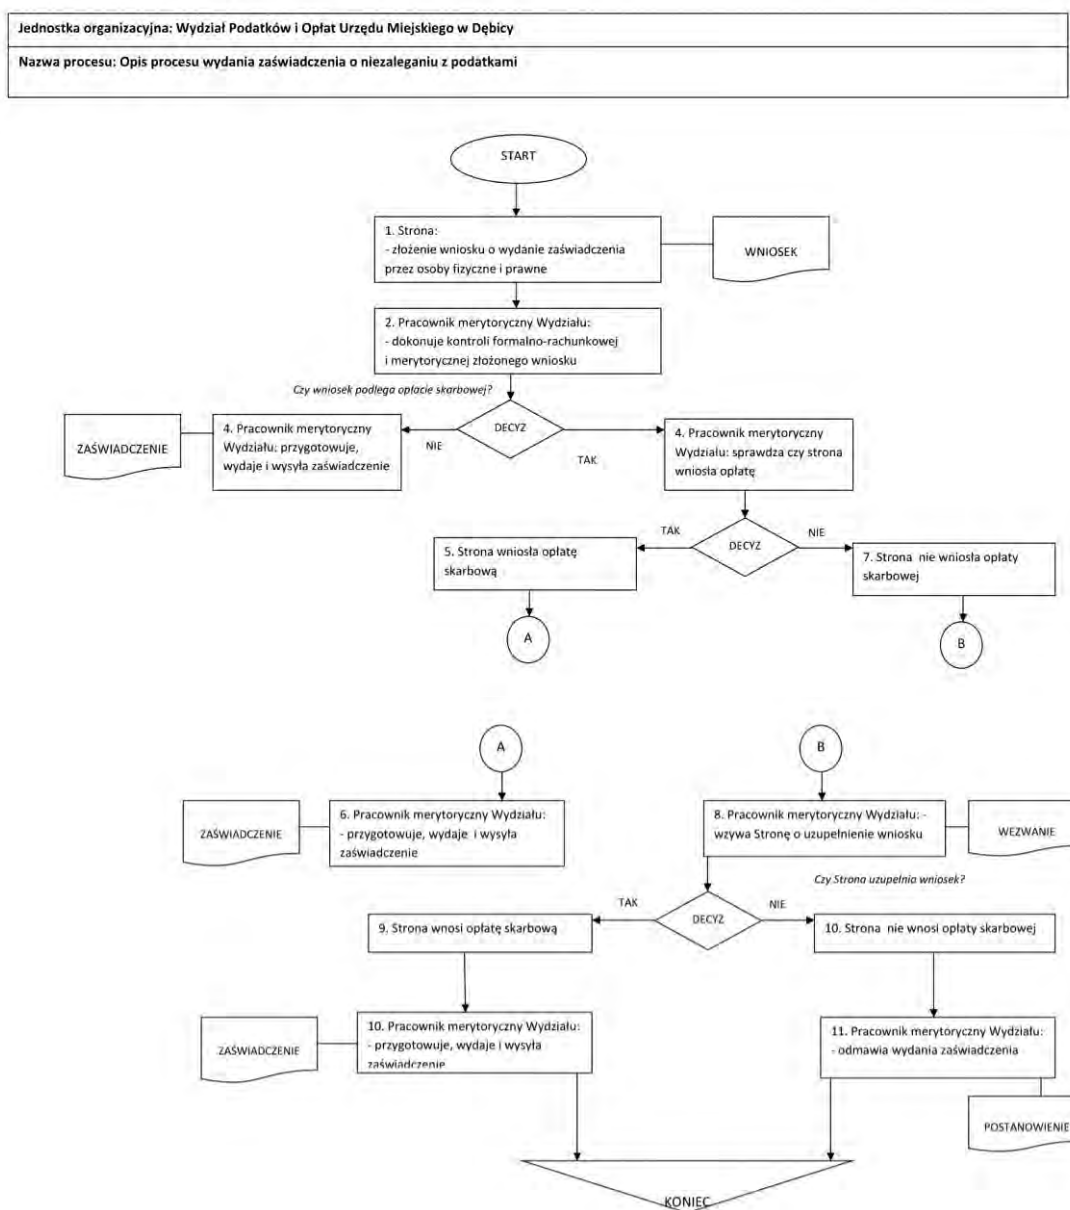 Jednostka organizacyjna: Wydział Podatków i Opłat Urzędu Miejskiego w Dębicy
Nazwa procesu: Opis procesu wydania zaświadczenia o niezaleganiu z podatkami
START
1. Strona:
- złożenie wniosku o wydanie zaświadczenia
przez osoby fizyczne i prawne
WNIOSEK
2. Pracownik merytoryczny Wydziału:
- dokonuje kontroli formalno-rachunkowej
i merytorycznej złożonego wniosku
Czy wniosek podlega opłacie skarbowej?
DECYZ
ZAŚWIADCZENIE
4. Pracownik merytoryczny
Wydziału: przygotowuje,
wydaje i wysyła zaświadczenie
NIE
TAK
4. Pracownik merytoryczny
Wydziału: sprawdza czy strona
wniosła opłatę
TAK
DECYZ
NIE
5. Strona wniosła opłatę
skarbową
7. Strona nie wniosła opłaty
skarbowej
A
B
A
B
ZAŚWIADCZENIE
6. Pracownik merytoryczny Wydziału:
- przygotowuje, wydaje i wysyła
zaświadczenie
8. Pracownik merytoryczny Wydziału: -
wzywa Stronę o uzupełnienie wniosku
WEZWANIE
Czy Strona uzupełnia wniosek?
TAK
DECYZ
NIE
9. Strona wnosi opłatę skarbową
10. Strona nie wnosi opłaty skarbowej
ZAŚWIADCZENIE
10. Pracownik merytoryczny Wydziału:
- przygotowuje, wydaje i wysyła
zaświadczenie
11. Pracownik merytoryczny Wydziału:
- odmawia wydania zaświadczenia
POSTANOWIENIE
KONIEC